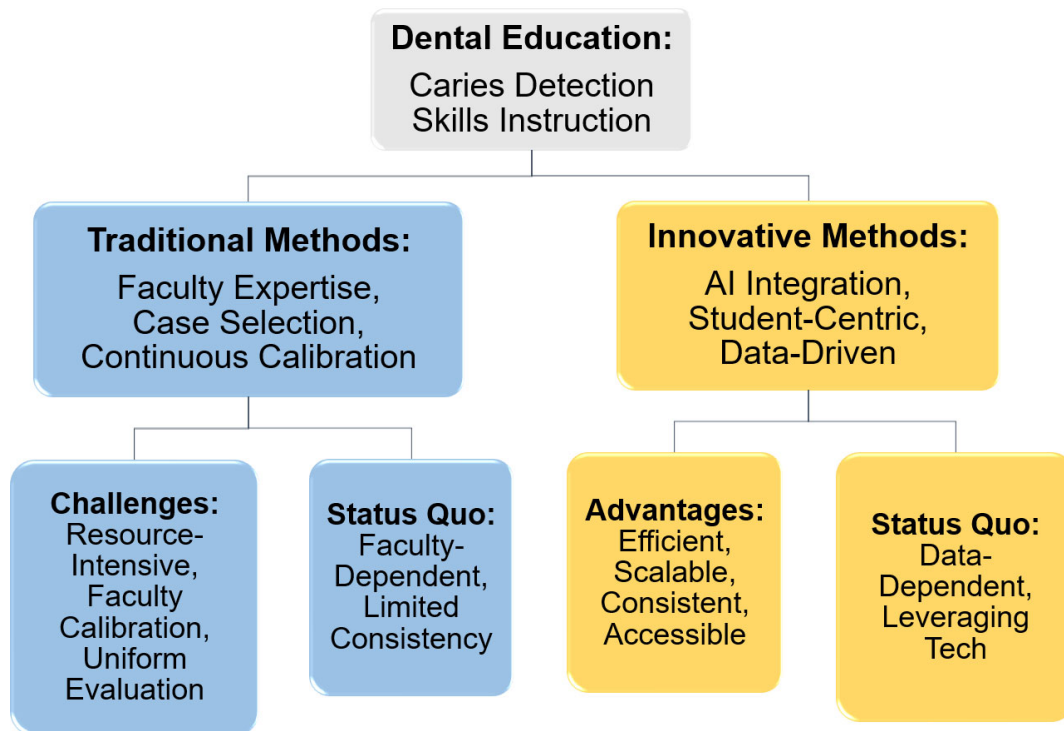 Dental Education:
Caries Detection
Skills Instruction
Traditional Methods:
Faculty Expertise,
Case Selection,
Continuous Calibration
Innovative Methods:
AI Integration,
Student-Centric,
Data-Driven
Challenges:
Resource-
Intensive,
Faculty
Calibration,
Uniform
Evaluation
Status Quo:
Faculty-
Dependent,
Limited
Consistency
Advantages:
Efficient,
Scalable,
Consistent,
Accessible
Status Quo:
Data-
Dependent,
Leveraging
Tech